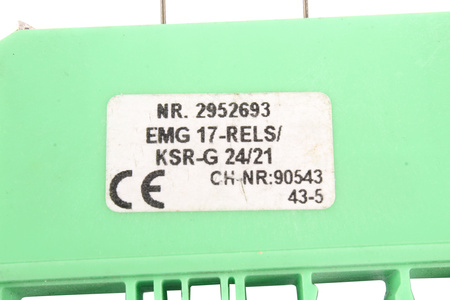 NR. 2952693
EMG 17-RELS/
KSR-G 24/21
CE CH-NR:90543
43-5